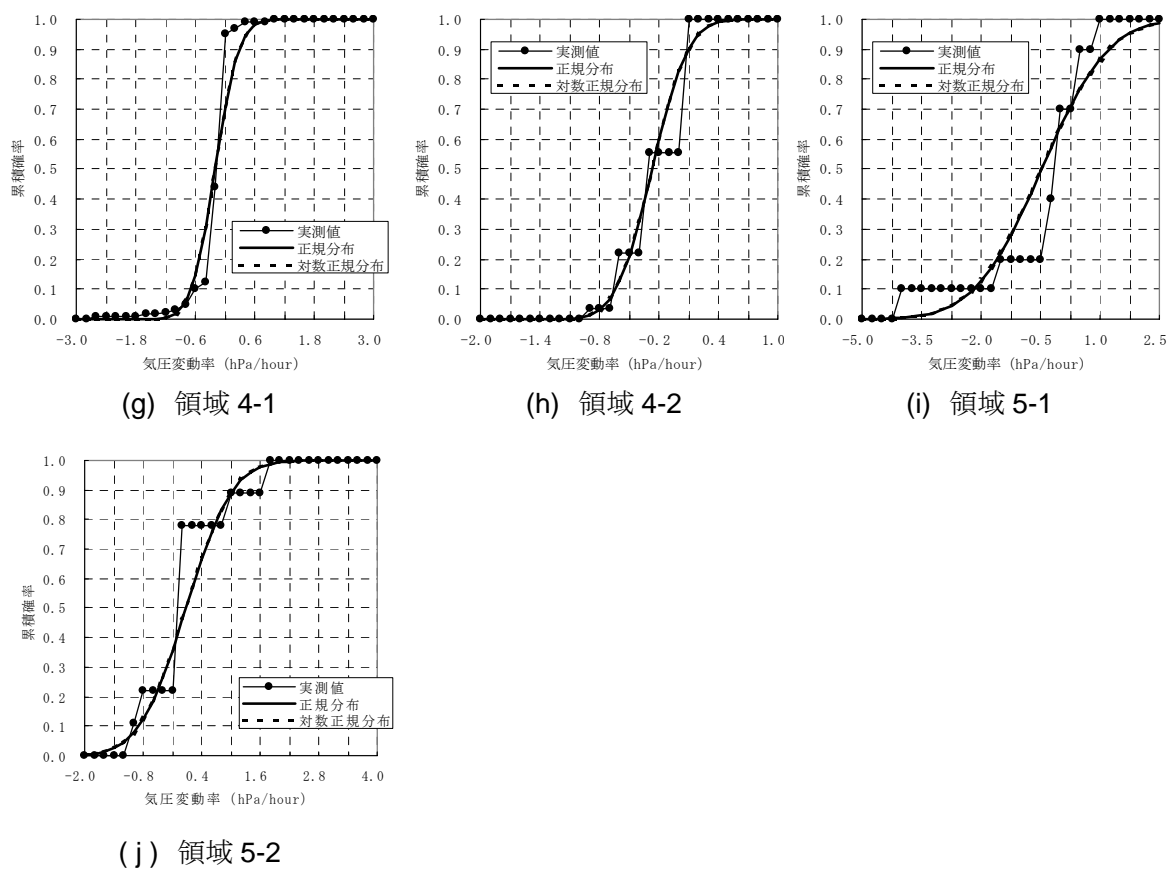 1.0
0.9
0.8
0.7
0.6
0.5
0.4
0.3
0.2
0.1
0.0
累積確率
実測値
正規分布
対数正規分布
-3.0 -1.8 -0.6 0.6 1.8 3.0
気圧変動率 (hPa/hour)
(g) 領域 4-1
1.0
0.9
0.8
0.7
0.6
0.5
0.4
0.3
0.2
0.1
0.0
累積確率
実測値
正規分布
対数正規分布
-2.0 -1.4 -0.8 -0.2 0.4 1.0
気圧変動率 (hPa/hour)
(h) 領域 4-2
1.0
0.9
0.8
0.7
0.6
0.5
0.4
0.3
0.2
0.1
0.0
累積確率
実測値
正規分布
対数正規分布
-5.0 -3.5 -2.0 -0.5 1.0 2.5
気圧変動率 (hPa/hour)
(i) 領域 5-1
1.0
0.9
0.8
0.7
0.6
0.5
0.4
0.3
0.2
0.1
0.0
累積確率
実測値
正規分布
対数正規分布
-2.0 -0.8 0.4 1.6 2.8 4.0
気圧変動率 (hPa/hour)
(j) 領域 5-2